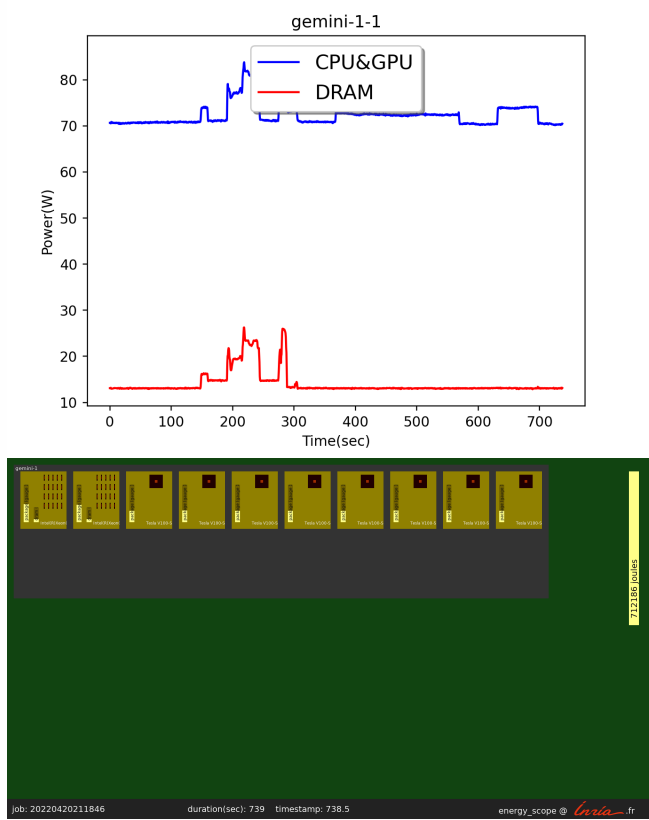 gemini-1-1
CPU&GPU
DRAM
Power(W)
80
70
60
50
40
30
20
10
0 100 200 300 400 500 600 700
Time(sec)
gemini-1
Tesla V100-S Tesla V100-S Tesla V100-S Tesla V100-S Tesla V100-S Tesla V100-S Tesla V100-S Tesla V100-S
712186 joules
job: 20220420211846 duration(sec): 739 timestamp: 738.5 energy_scope @ Inria .fr